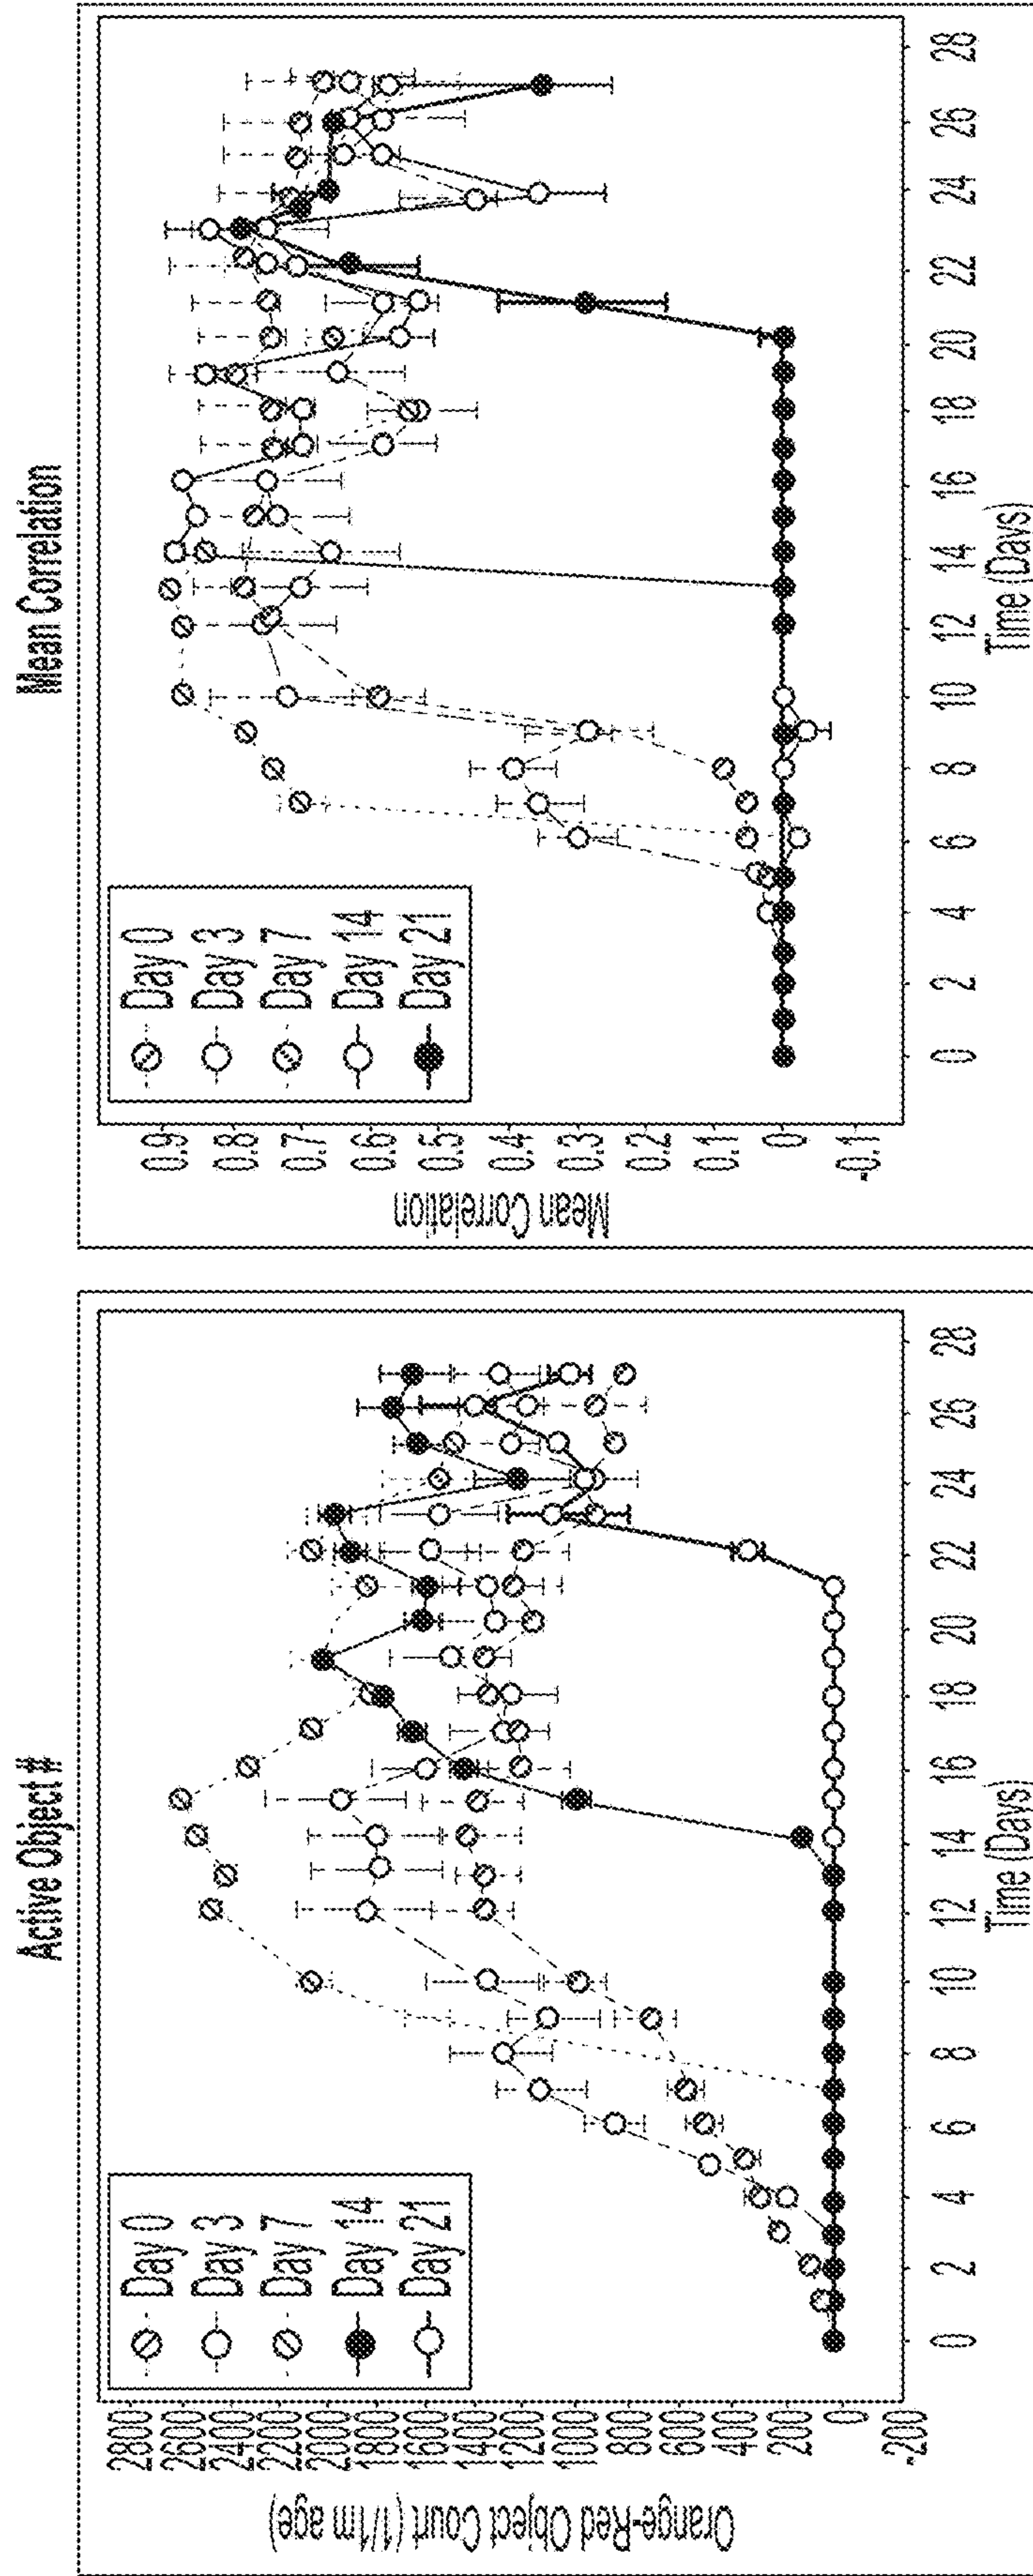 Active Object #
Orange-Red Object Court (1/1m age)
2800
2600
2400
2200
2000
1800
1600
1400
1200
1000
800
600
400
200
0
-200
Day 0
Day 3
Day 7
Day 14
Day 21
0 2 4 6 8 10 12 14 16 18 20 22 24 26 28
Time (Days)
Mean Correlation
Mean Correlation
0.9
0.8
0.7
0.6
0.5
0.4
0.3
0.2
0.1
0
-0.1
Day 0
Day 3
Day 7
Day 14
Day 21
0 2 4 6 8 10 12 14 16 18 20 22 24 26 28
Time (Days)